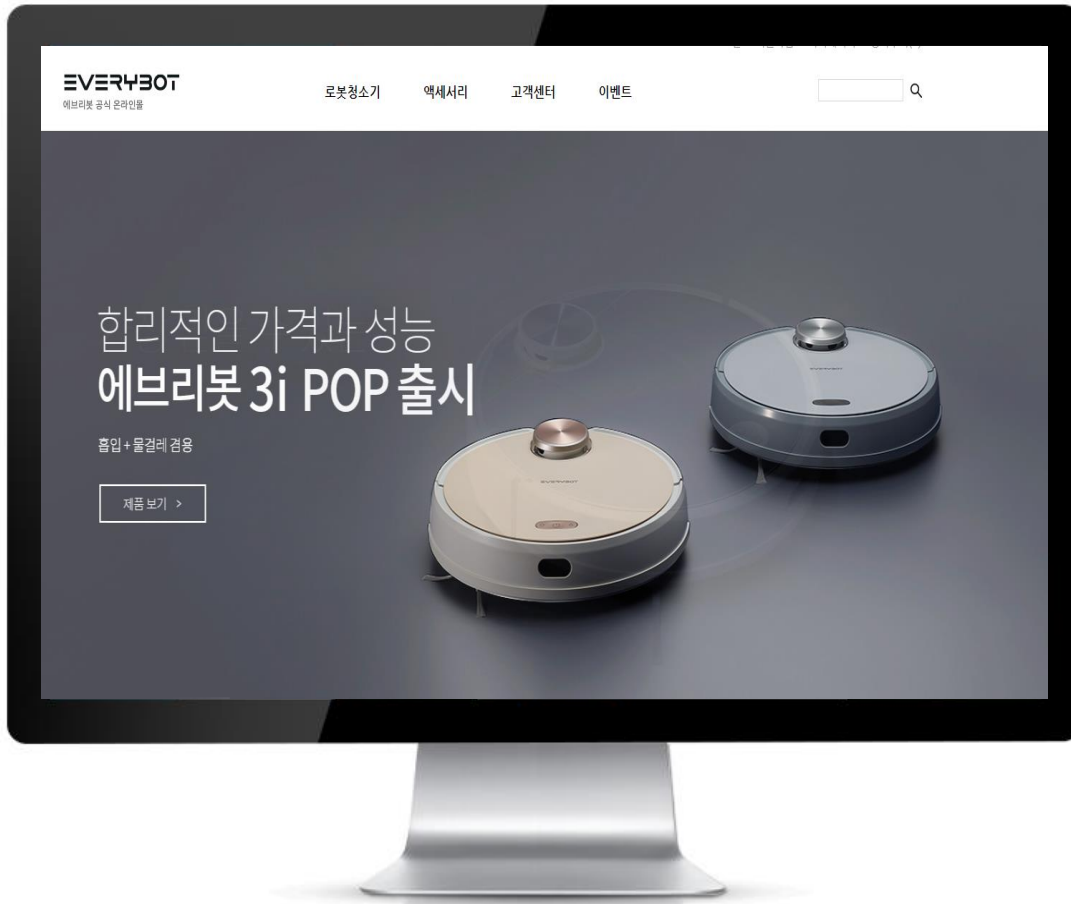 EVERYBOT
에브리봇 공식 온라인몰
로봇청소기 액세서리 고객센터 이벤트
합리적인 가격과 성능
에브리봇 3i POP 출시
흡입 + 물걸레 겸용
제품 보기 >
EVERYBOT